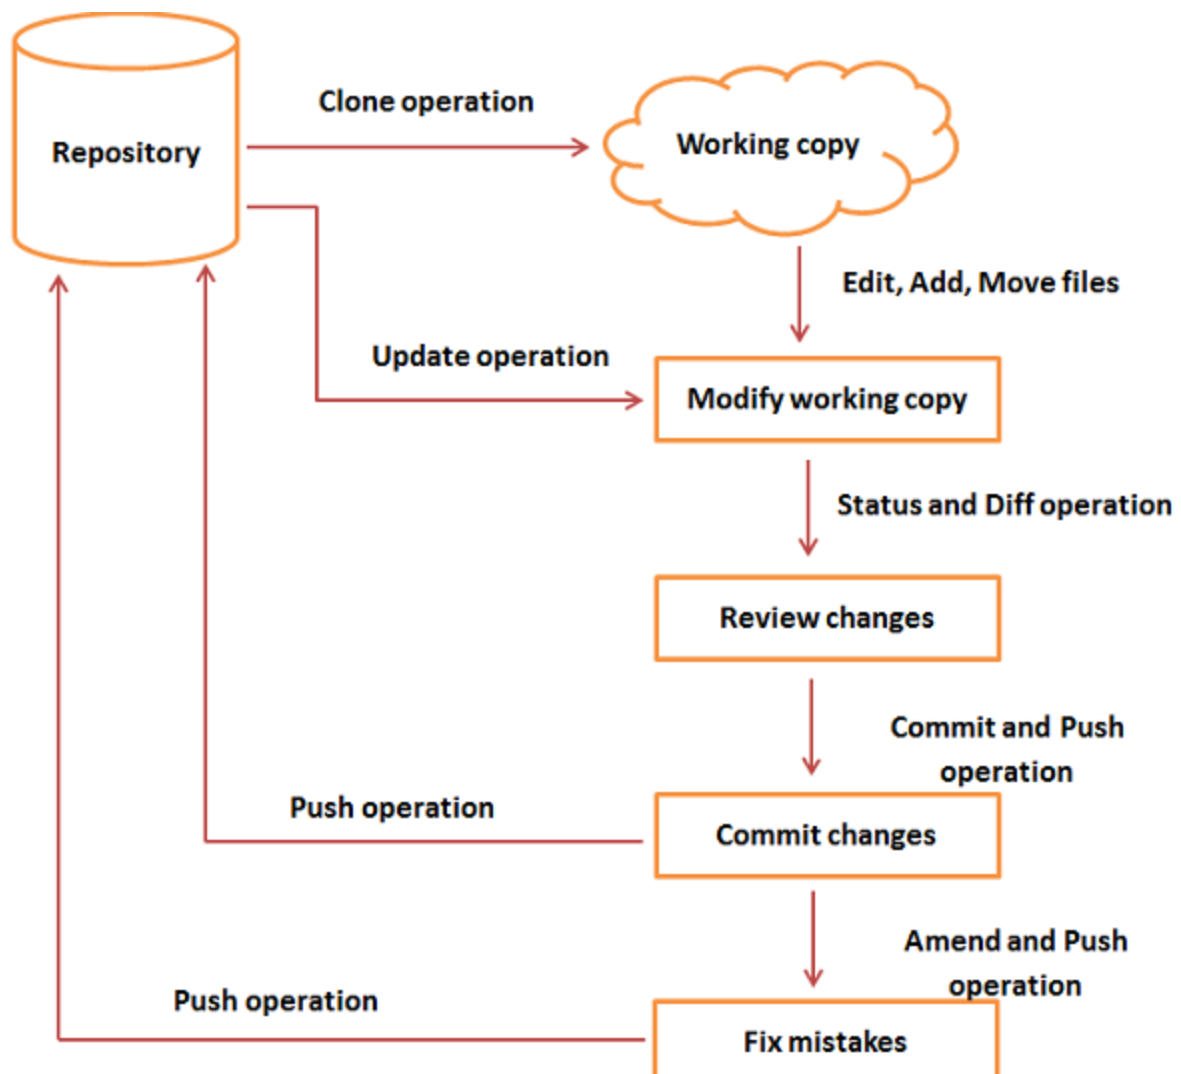 Clone operation
Repository
Working copy
Edit, Add, Move files
Update operation
Modify working copy
Status and Diff operation
Review changes
Commit and Push
operation
Push operation
Commit changes
Amend and Push
operation
Push operation
Fix mistakes